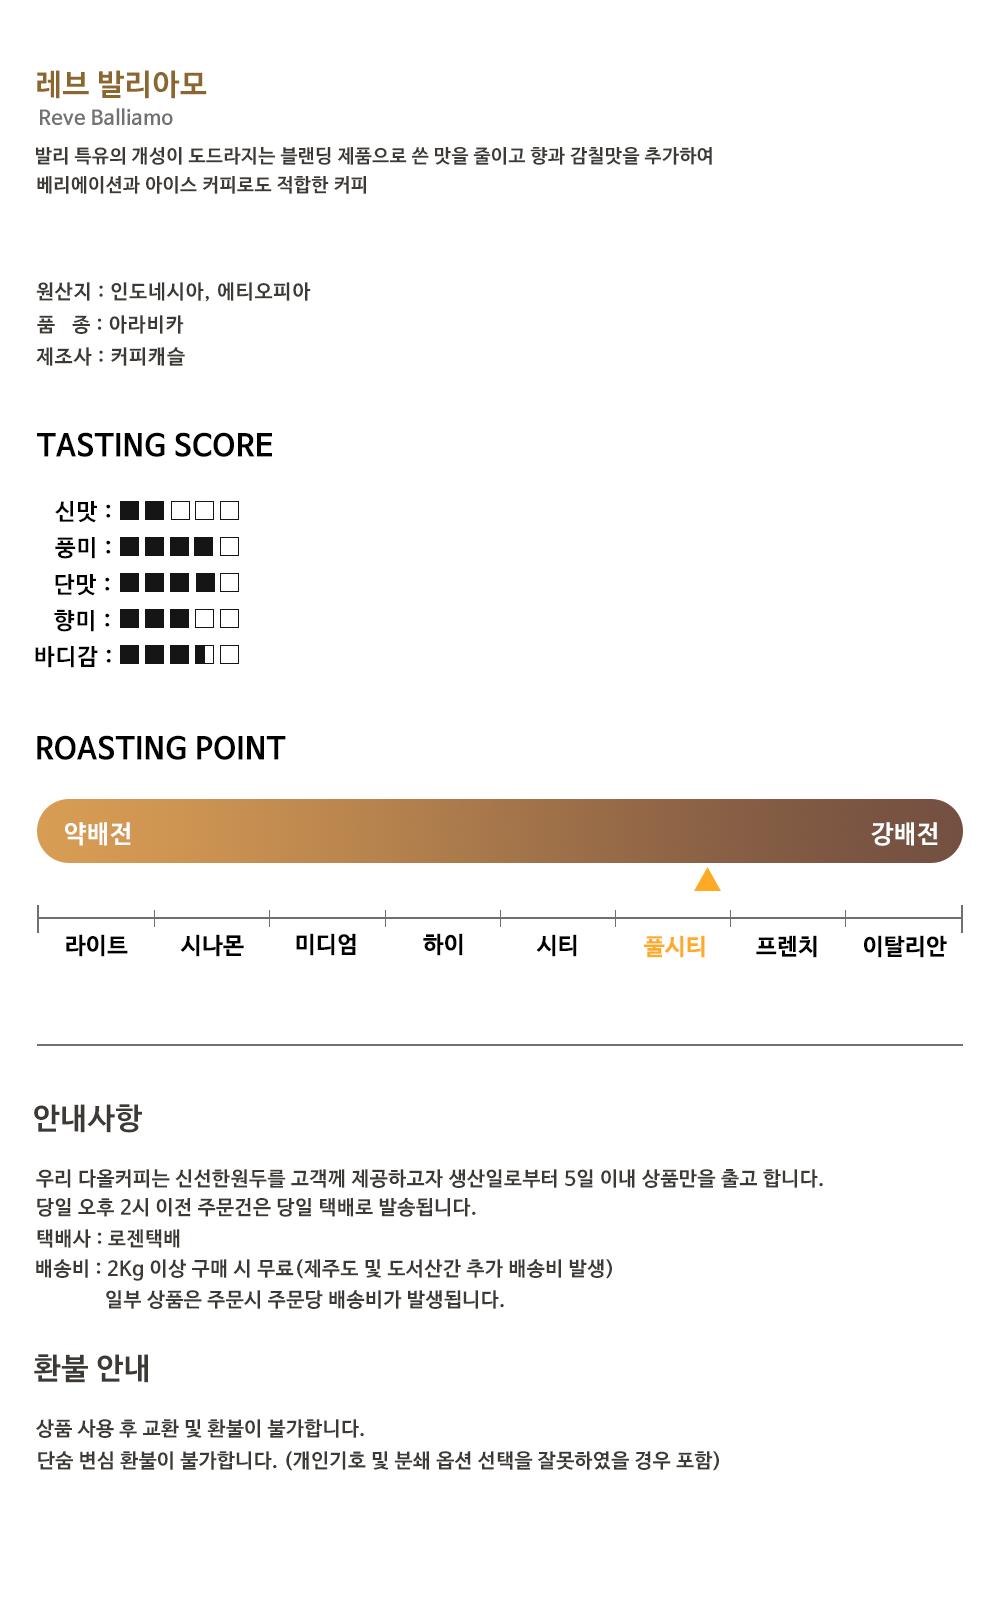 레브 발리아모
Reve Balliamo
발리 특유의 개성이 도드라지는 블랜딩 제품으로 쓴 맛을 줄이고 향과 감칠맛을 추가하여
베리에이션과 아이스 커피로도 적합한 커피
원산지 : 인도네시아, 에티오피아
품 종 : 아라비카
제조사 : 커피캐슬
TASTING SCORE
신맛 :
풍미 :
단맛 :
향미 :
바디감 :
ROASTING POINT
약배전 강배전
라이트 시나몬 미디엄 하이 시티 풀시티 프렌치 이탈리안
안내사항
우리 다올커피는 신선한원두를 고객께 제공하고자 생산일로부터 5일 이내 상품만을 출고 합니다.
당일 오후 2시 이전 주문건은 당일 택배로 발송됩니다.
택배사 : 로젠택배
배송비 : 2Kg 이상 구매 시 무료(제주도 및 도서산간 추가 배송비 발생)
일부 상품은 주문시 주문당 배송비가 발생됩니다.
환불 안내
상품 사용 후 교환 및 환불이 불가합니다.
단숨 변심 환불이 불가합니다. (개인기호 및 분쇄 옵션 선택을 잘못하였을 경우 포함)